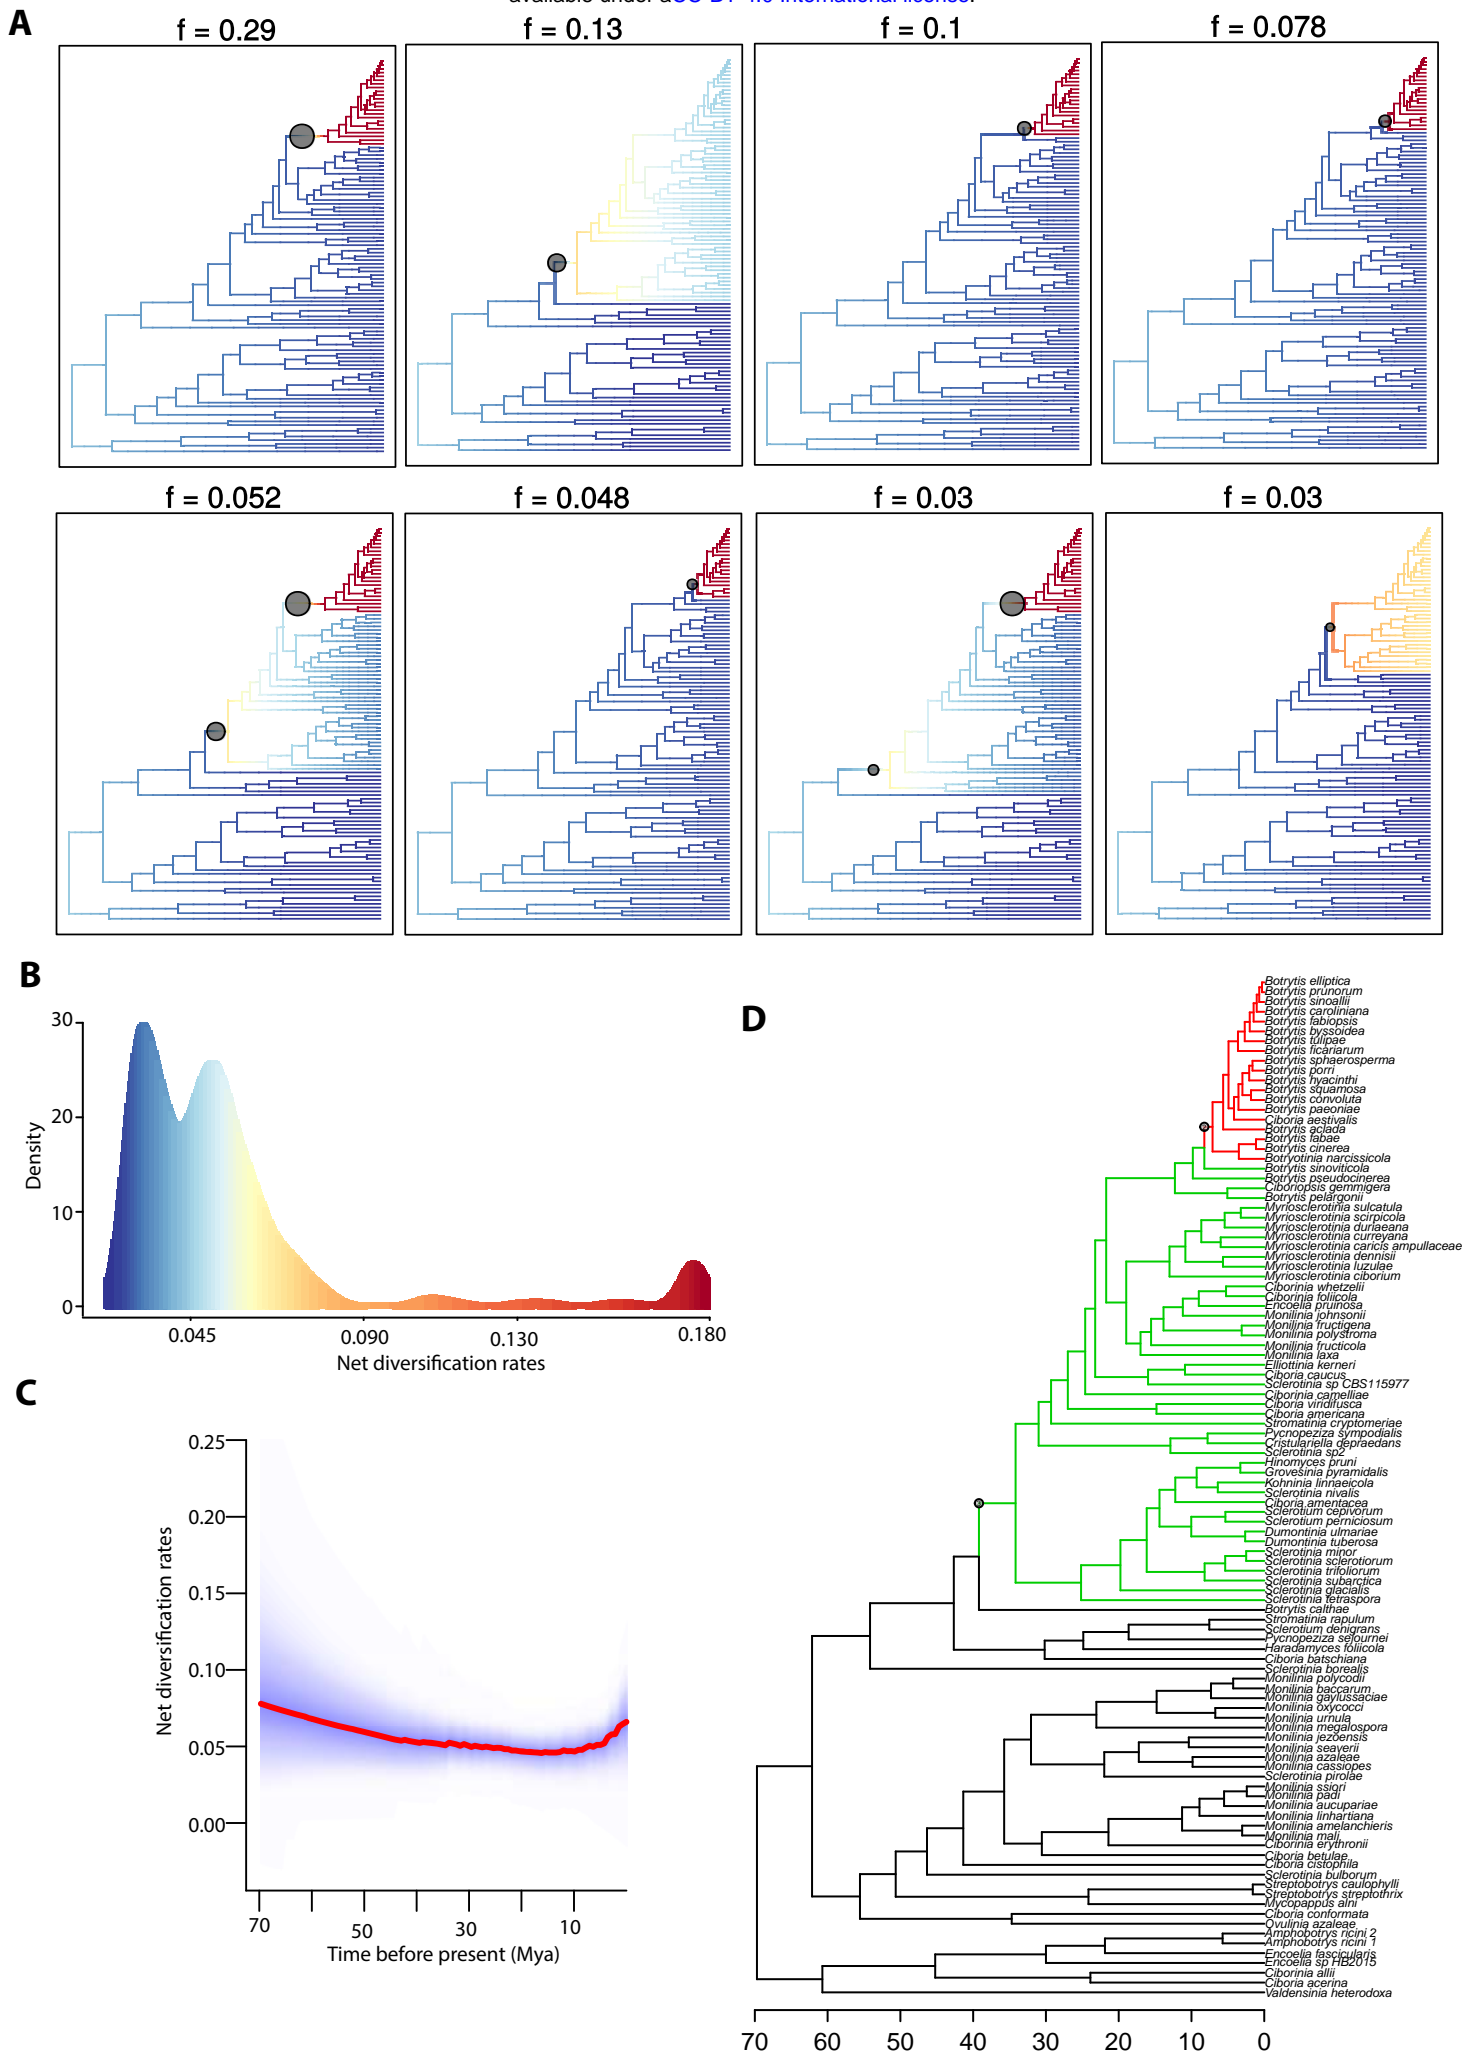 A
f = 0.29
f = 0.13
f = 0.1
f = 0.078
f = 0.052
f = 0.048
f = 0.03
f = 0.03
B
30
20
10
0
Density
0.045
0.090
0.130
0.180
Net diversification rates
C
0.25
0.20
0.15
0.10
0.05
0.00
Net diversification rates
70
50
30
10
Time before present (Mya)
D
Botrytis elliptica
Botrytis prunorum
Botrytis sinoallii
Botrytis caroliniana
Botrytis fabiopsis
Botrytis byssoidea
Botrytis tulipae
Botrytis ficariarum
Botrytis sphaerosperma
Botrytis porri
Botrytis hyacinthi
Botrytis squamosa
Botrytis convoluta
Botrytis paeoniae
Ciboria aestivalis
Botrytis aclada
Botrytis fabae
Botrytis cinerea
Botryotinia narcissicola
Botrytis sinoviticola
Botrytis pseudocinerea
Ciboriopsis gemmigera
Botrytis pelargonii
Myriosclerotinia sulcatula
Myriosclerotinia scirpicola
Myriosclerotinia duriaeana
Myriosclerotinia curreyana
Myriosclerotinia caricis ampullaceae
Myriosclerotinia dennisii
Myriosclerotinia luzulae
Myriosclerotinia ciborium
Ciborinia whetzelii
Ciborinia foliicola
Encoelia pruinosa
Monilinia johnsonii
Monilinia fructigena
Monilinia polystroma
Monilinia fructicola
Monilinia laxa
Elliottinia kerneri
Ciboria caucus
Sclerotinia sp CBS115977
Ciborinia camelliae
Ciboria viridifusca
Ciboria americana
Stromatinia cryptomeriae
Pycnopeziza sympodialis
Cristulariella depraedans
Sclerotinia sp2
Hinomyces pruni
Grovesinia pyramidalis
Kohninia linnaeicola
Sclerotinia nivalis
Ciboria amentacea
Sclerotium cepivorum
Sclerotium perniciosum
Dumontinia ulmariae
Dumontinia tuberosa
Sclerotinia minor
Sclerotinia sclerotiorum
Sclerotinia trifoliorum
Sclerotinia subarctica
Sclerotinia glacialis
Sclerotinia tetraspora
Botrytis calthae
Stromatinia rapulum
Sclerotium denigrans
Pycnopeziza sejournei
Haradamyces foliicola
Ciboria batschiana
Sclerotinia borealis
Monilinia polycodii
Monilinia baccarum
Monilinia gaylussaciae
Monilinia oxycocci
Monilinia urnula
Monilinia megalospora
Monilinia jezoensis
Monilinia seaverii
Monilinia azaleae
Monilinia cassiopes
Sclerotinia pirolae
Monilinia ssiori
Monilinia padi
Monilinia aucupariae
Monilinia linhartiana
Monilinia amelanchieris
Monilinia mali
Ciborinia erythronii
Ciboria betulae
Ciboria cistophila
Sclerotinia bulborum
Streptobotrys caulophylli
Streptobotrys streptothrix
Mycopappus alni
Ciboria conformata
Ovulinia azaleae
Amphobotrys ricini 2
Amphobotrys ricini 1
Encoelia fascicularis
Encoelia sp HB2015
Ciborinia allii
Ciboria acerina
Valdensinia heterodoxa
70
60
50
40
30
20
10
0